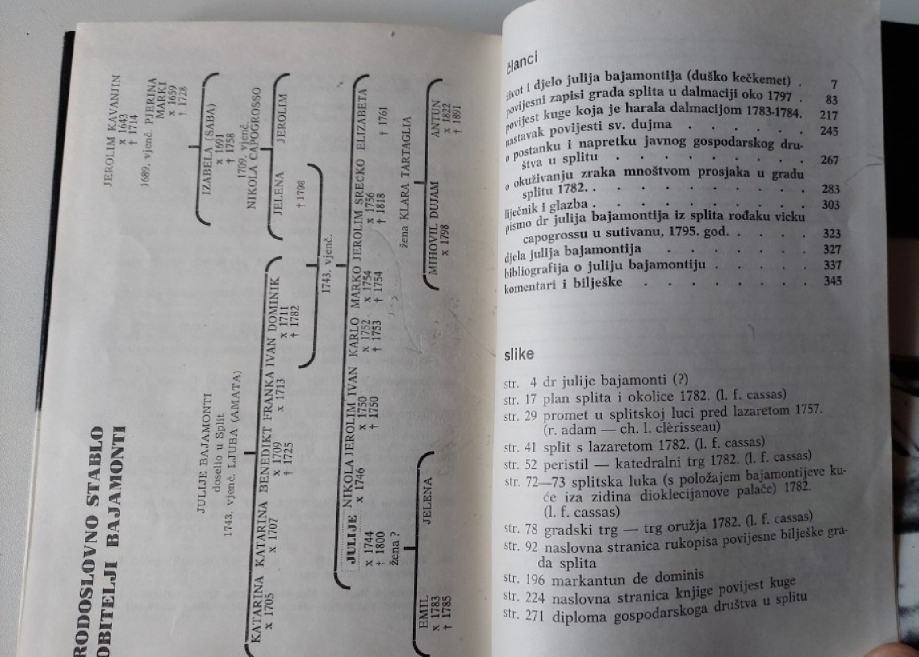 RODOSLOVNO STABLO
OBITELJI BAJAMONTI
JEROLIM KAVANJIN
x 1643
† 1714
1689. vjenč. PJERINA
MARKI
x 1659
† 1728
JULIJE BAJAMONTI
doselio u Split
1743. vjenč. LJUBA (AMATA)
IZABELA (SABA)
x 1691
† 1758
1709. vjenč.
NIKOLA CAPOGROSSO
KATARINA
x 1705
KATARINA
x 1707
BENEDIKT
x 1709
† 1725
FRANKA
x 1713
IVAN DOMINIK
x 1711
† 1782
JELENA
† 1798
JEROLIM
1743. vjenč.
JULIJE
x 1744
† 1800
žena ?
NIKOLA
x 1746
JEROLIM IVAN
x 1750
† 1750
KARLO
x 1752
† 1753
MARKO
x 1754
† 1754
JEROLIM SREĆKO
x 1756
† 1818
ELIZABETA
† 1761
žena KLARA TARTAGLIA
EMIL
x 1783
† 1785
JELENA
MIHOVIL DUJAM
x 1798
ANTUN
x 1822
† 1891
članci
život i djelo julija bajamontija (duško kečkemet) . 7
povijesni zapisi grada splita u dalmaciji oko 1797 . 83
povijest kuge koja je harala dalmacijom 1783-1784. 217
nastavak povijesti sv. dujma . . . . . . 245
o postanku i napretku javnog gospodarskog dru-
štva u splitu . . . . . . . . 267
o okuživanju zraka mnoštvom prosjaka u gradu
splitu 1782. . . . . . . . . 283
liječnik i glazba . . . . . . . . . 303
pismo dr julija bajamontija iz splita rođaku vicku
capogrossu u sutivanu, 1795. god. . . . . 323
djela julija bajamontija . . . . . . . 327
bibliografija o juliju bajamontiju . . . . . 337
komentari i bilješke . . . . . . . . 345
slike
str. 4 dr julije bajamonti (?)
str. 17 plan splita i okolice 1782. (l. f. cassas)
str. 29 promet u splitskoj luci pred lazaretom 1757.
(r. adam — ch. l. clèrisseau)
str. 41 split s lazaretom 1782. (l. f. cassas)
str. 52 peristil — katedralni trg 1782. (l. f. cassas)
str. 72—73 splitska luka (s položajem bajamontijeve ku-
će iza zidina dioklecijanove palače) 1782.
(l. f. cassas)
str. 78 gradski trg — trg oružja 1782. (l. f. cassas)
str. 92 naslovna stranica rukopisa povijesne bilješke gra-
da splita
str. 196 markantun de dominis
str. 224 naslovna stranica knjige povijest kuge
str. 271 diploma gospodarskoga društva u splitu